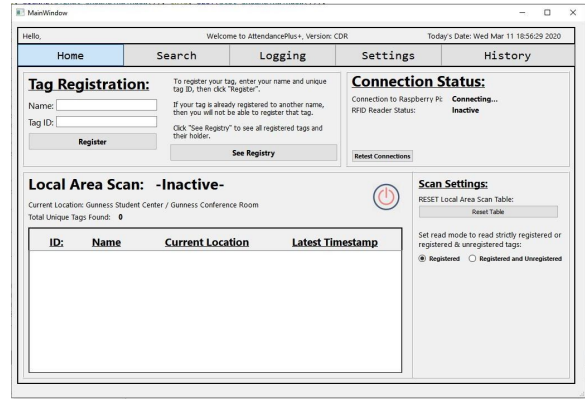 MainWindow
Hello,
Welcome to AttendancePlus+, Version: CDR
Today's Date: Wed Mar 11 18:56:29 2020
Home
Search
Logging
Settings
History
Tag Registration:
Name:
Tag ID:
Register
To register your tag, enter your name and unique
tag ID, then click "Register".
If your tag is already registered to another name,
then you will not be able to register that tag.
Click "See Registry" to see all registered tags and
their holder.
See Registry
Connection Status:
Connection to Raspberry Pi: Connecting...
RFID Reader Status: Inactive
Retest Connections
Local Area Scan: -Inactive-
Current Location: Gunness Student Center / Gunness Conference Room
Total Unique Tags Found: 0
ID: Name Current Location Latest Timestamp
Scan Settings:
RESET Local Area Scan Table:
Reset Table
Set read mode to read strictly registered or
registered & unregistered tags:
Registered Registered and Unregistered